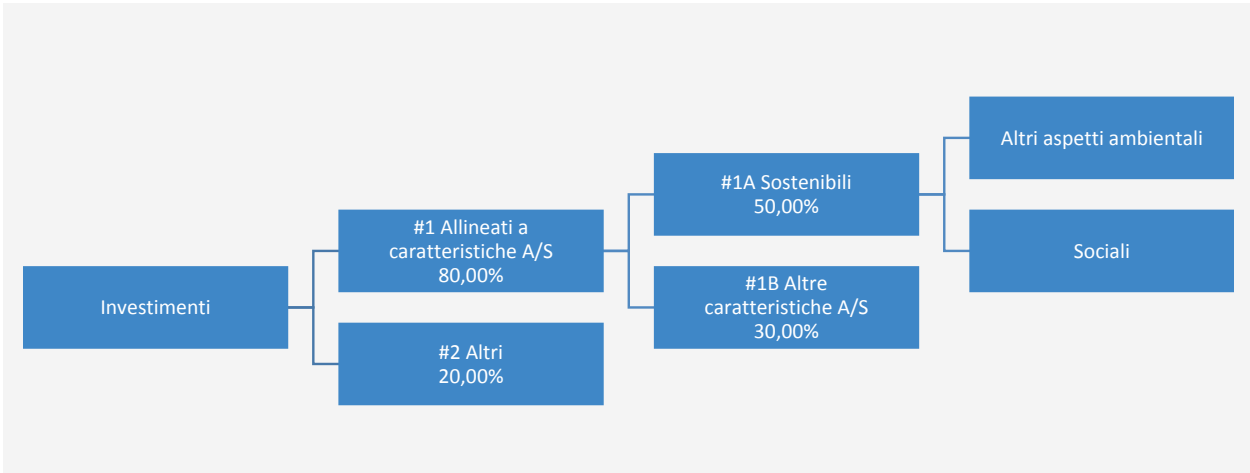 Investimenti
#1 Allineati a
caratteristiche A/S
80,00%
#2 Altri
20,00%
#1A Sostenibili
50,00%
#1B Altre
caratteristiche A/S
30,00%
Altri aspetti ambientali
Sociali